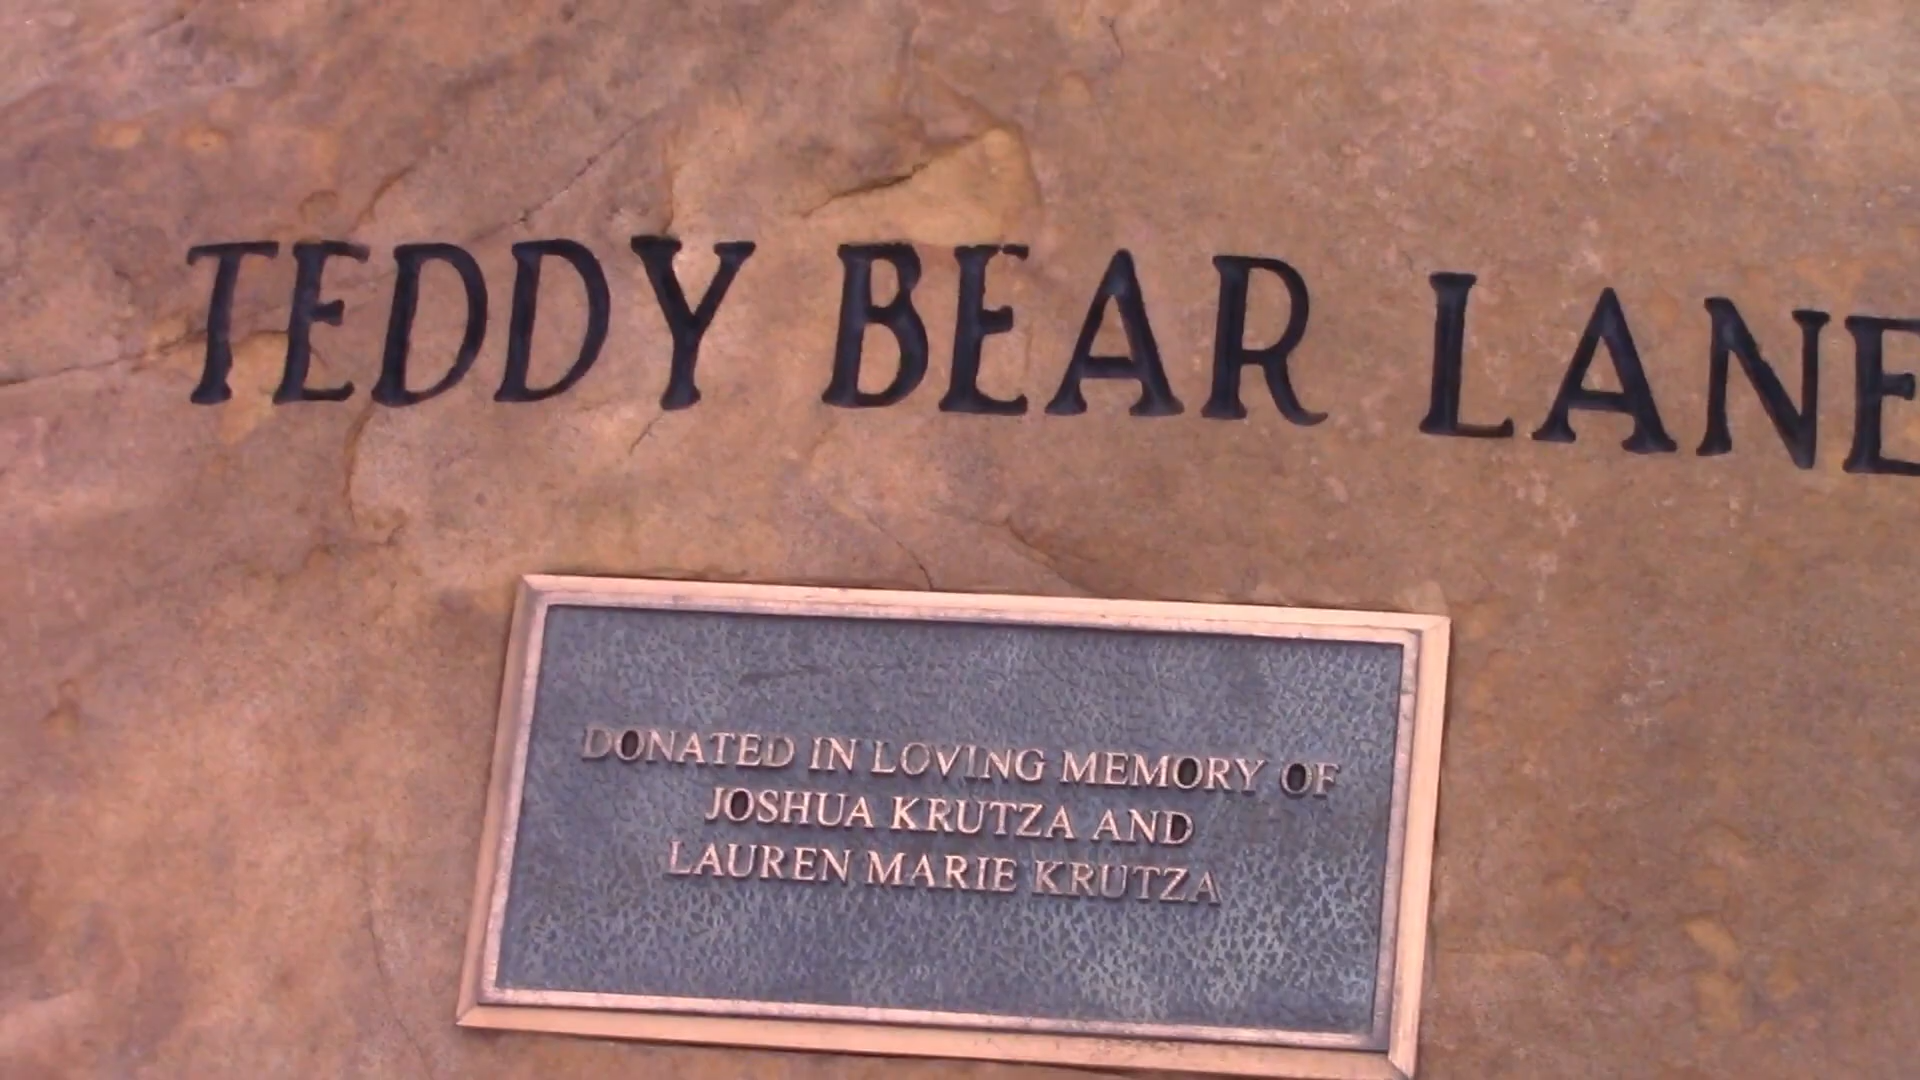 TEDDY BEAR LANE
DONATED IN LOVING MEMORY OF
JOSHUA KRUTZA AND
LAUREN MARIE KRUTZA